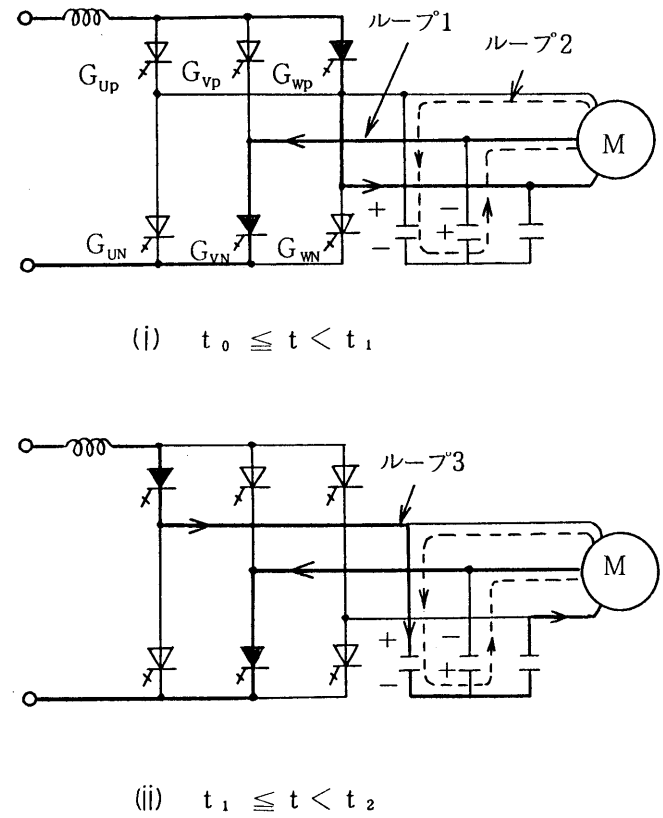 ループ1
ループ2
G_Up G_Vp G_Wp
M
+ −
− +
G_UN G_VN G_WN
(i) t₀ ≦ t < t₁
ループ3
M
+ −
− +
(ii) t₁ ≦ t < t₂